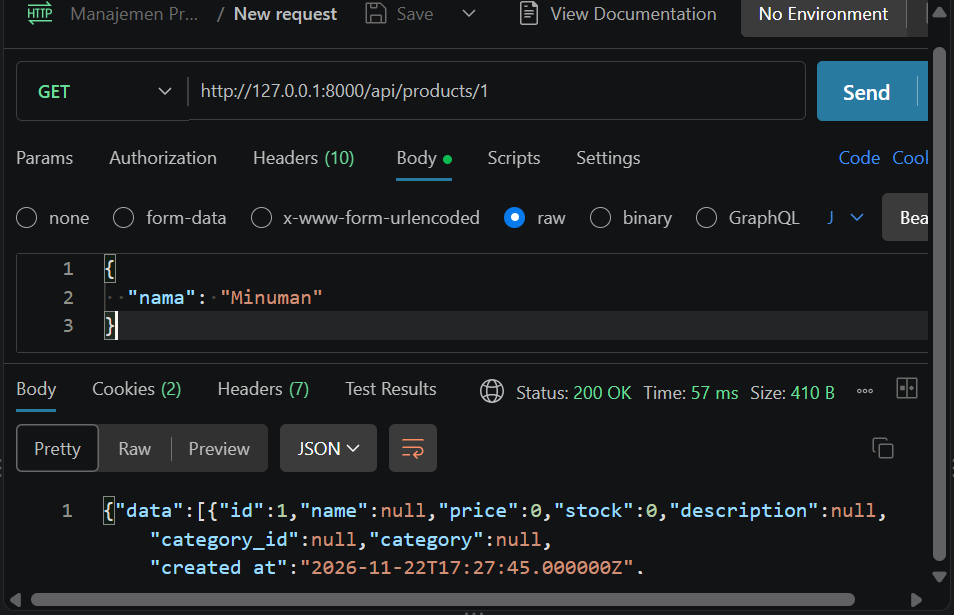 HTTP Manajemen Pr... / New request Save View Documentation No Environment
GET http://127.0.0.1:8000/api/products/1 Send
Params Authorization Headers (10) Body Scripts Settings Code Cool
none form-data x-www-form-urlencoded raw binary GraphQL J Bea
1 {
2 "nama": "Minuman"
3 }
Body Cookies (2) Headers (7) Test Results Status: 200 OK Time: 57 ms Size: 410 B
Pretty Raw Preview JSON
1 {"data":[{"id":1,"name":null,"price":0,"stock":0,"description":null,
"category_id":null,"category":null,
"created_at":"2026-11-22T17:27:45.000000Z",